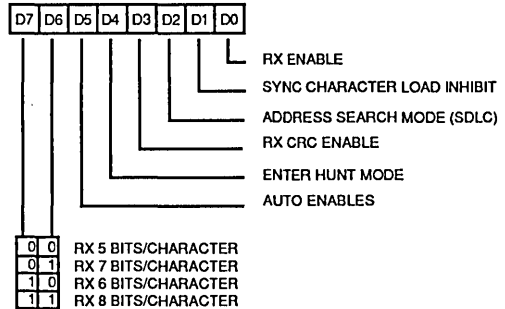 D7 D6 D5 D4 D3 D2 D1 D0
RX ENABLE
SYNC CHARACTER LOAD INHIBIT
ADDRESS SEARCH MODE (SDLC)
RX CRC ENABLE
ENTER HUNT MODE
AUTO ENABLES
0 0 RX 5 BITS/CHARACTER
0 1 RX 7 BITS/CHARACTER
1 0 RX 6 BITS/CHARACTER
1 1 RX 8 BITS/CHARACTER